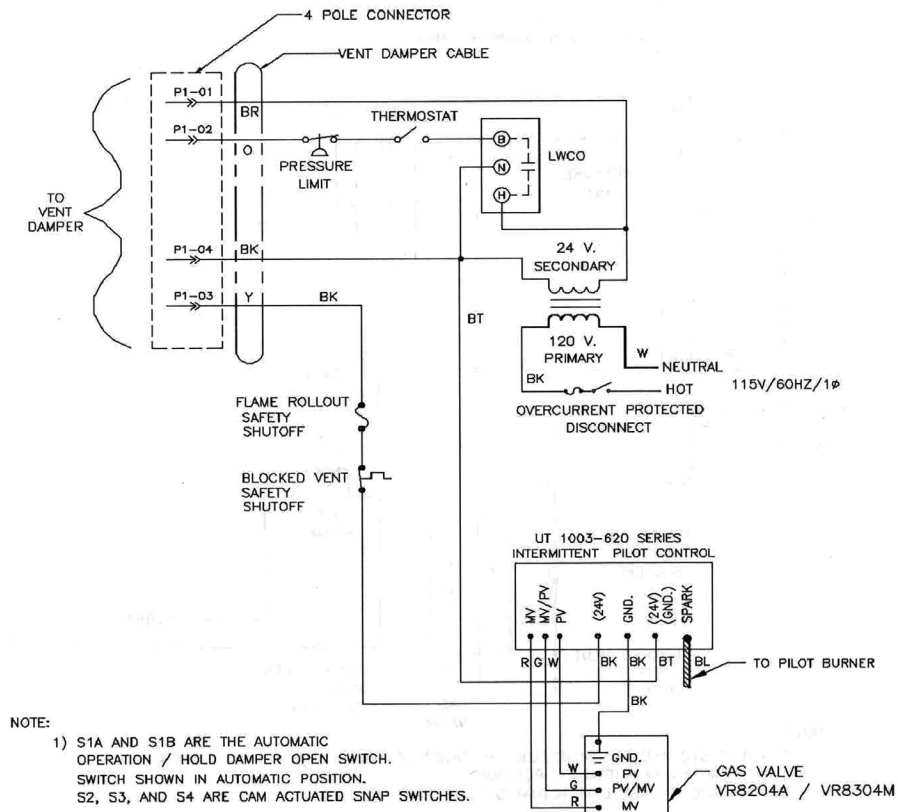 4 POLE CONNECTOR
VENT DAMPER CABLE
P1-01
BR
P1-02
O
PRESSURE
LIMIT
THERMOSTAT
B
N
H
LWCO
TO
VENT
DAMPER
P1-04
BK
P1-03
Y
BK
BT
24 V.
SECONDARY
120 V.
PRIMARY
W
NEUTRAL
BK
HOT
115V/60HZ/1ø
OVERCURRENT PROTECTED
DISCONNECT
FLAME ROLLOUT
SAFETY
SHUTOFF
BLOCKED VENT
SAFETY
SHUTOFF
UT 1003-620 SERIES
INTERMITTENT PILOT CONTROL
MV
MV/PV
PV
(24V)
GND.
(24V)
(GND.)
SPARK
R G W BK BK BT BL
TO PILOT BURNER
BK
GND.
W PV
G PV/MV
R MV
GAS VALVE
VR8204A / VR8304M
NOTE:
1) S1A AND S1B ARE THE AUTOMATIC
OPERATION / HOLD DAMPER OPEN SWITCH.
SWITCH SHOWN IN AUTOMATIC POSITION.
S2, S3, AND S4 ARE CAM ACTUATED SNAP SWITCHES.